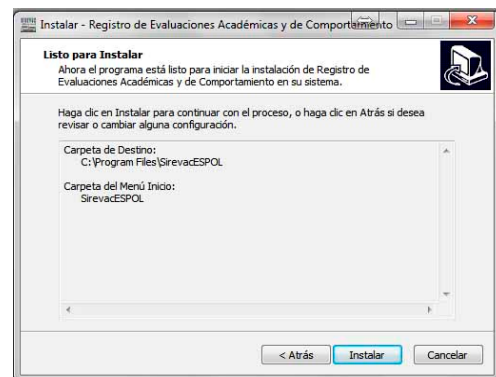 Instalar - Registro de Evaluaciones Académicas y de Comportamiento
Listo para Instalar
Ahora el programa está listo para iniciar la instalación de Registro de
Evaluaciones Académicas y de Comportamiento en su sistema.
Haga clic en Instalar para continuar con el proceso, o haga clic en Atrás si desea
revisar o cambiar alguna configuración.
Carpeta de Destino:
C:\Program Files\SirevacESPOL
Carpeta del Menú Inicio:
SirevacESPOL
< Atrás
Instalar
Cancelar